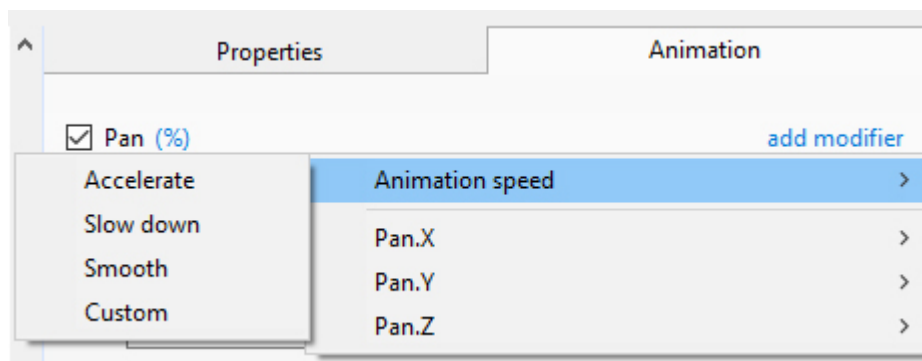 Properties
Animation
Pan (%)
add modifier
Accelerate
Slow down
Smooth
Custom
Animation speed
Pan.X
Pan.Y
Pan.Z